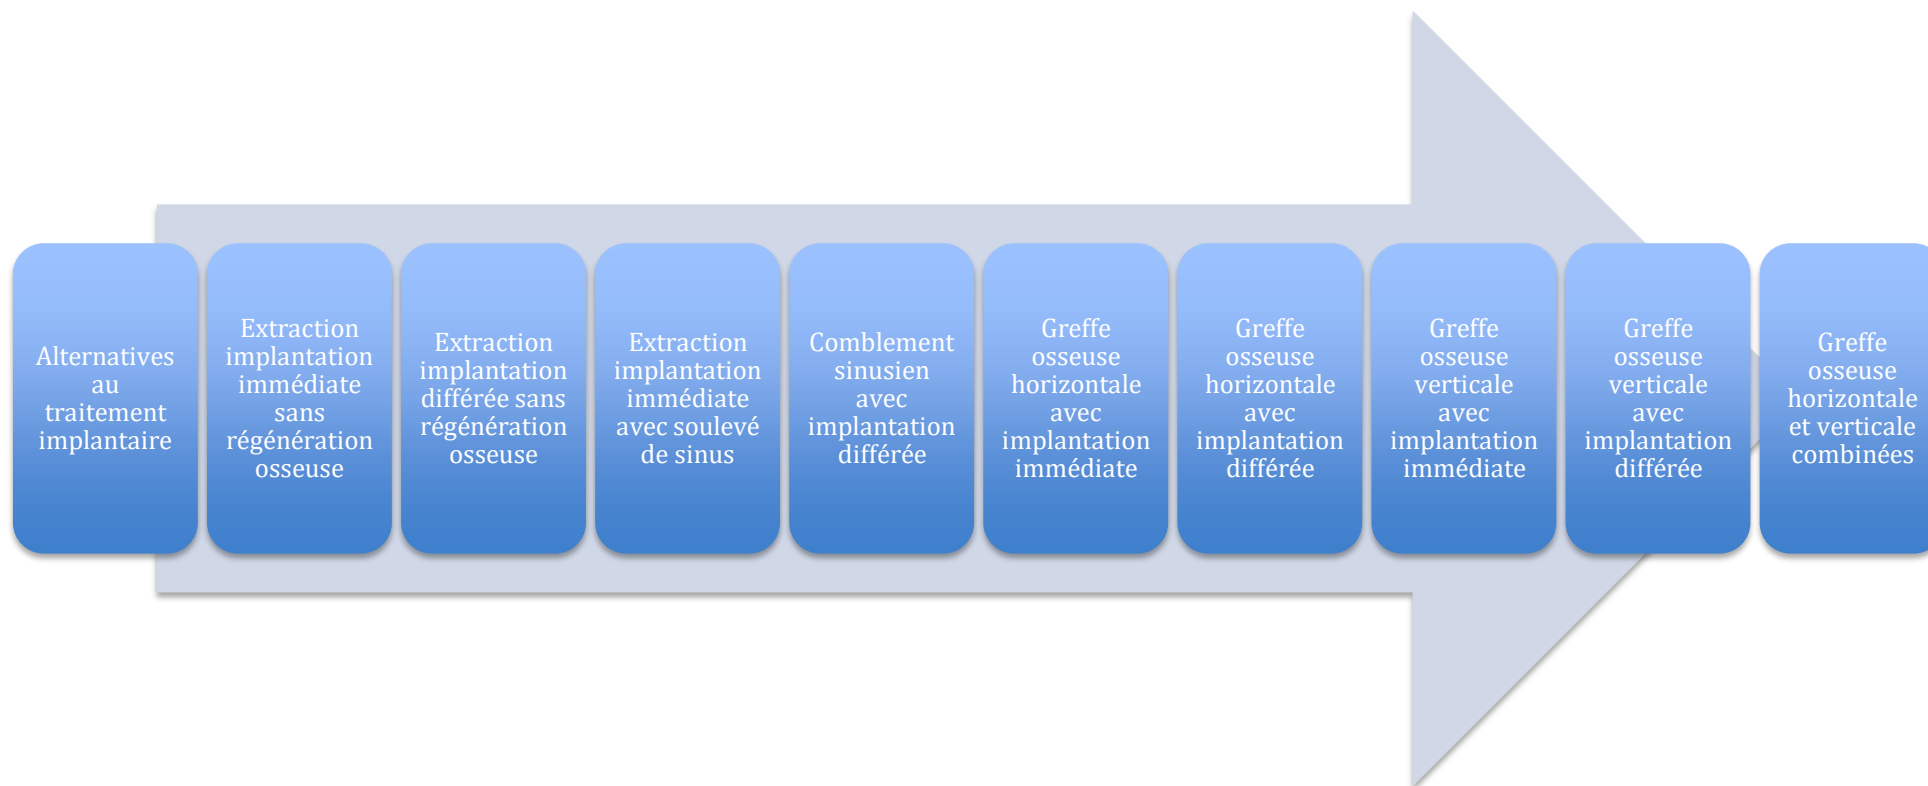 Alternatives
au
traitement
implantaire
Extraction
implantation
immédiate
sans
régénération
osseuse
Extraction
implantation
différée sans
régénération
osseuse
Extraction
implantation
immédiate
avec soulevé
de sinus
Comblement
sinusien
avec
implantation
différée
Greffe
osseuse
horizontale
avec
implantation
immédiate
Greffe
osseuse
horizontale
avec
implantation
différée
Greffe
osseuse
verticale
avec
implantation
immédiate
Greffe
osseuse
verticale
avec
implantation
différée
Greffe
osseuse
horizontale
et verticale
combinées